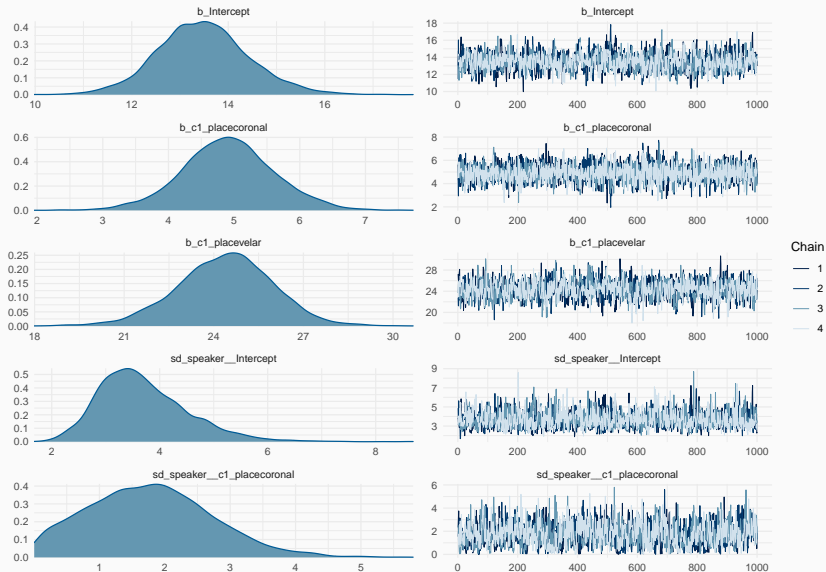 b_Intercept
0.4
0.3
0.2
0.1
0.0
10 12 14 16
b_Intercept
18
16
14
12
10
0 200 400 600 800 1000
b_c1_placecoronal
0.6
0.4
0.2
0.0
2 3 4 5 6 7
b_c1_placecoronal
8
6
4
2
0 200 400 600 800 1000
b_c1_placevelar
0.25
0.20
0.15
0.10
0.05
0.00
18 21 24 27 30
b_c1_placevelar
28
24
20
0 200 400 600 800 1000
sd_speaker__Intercept
0.5
0.4
0.3
0.2
0.1
0.0
2 4 6 8
sd_speaker__Intercept
9
7
5
3
0 200 400 600 800 1000
sd_speaker__c1_placecoronal
0.4
0.3
0.2
0.1
0.0
1 2 3 4 5
sd_speaker__c1_placecoronal
6
4
2
0
0 200 400 600 800 1000
Chain
1
2
3
4